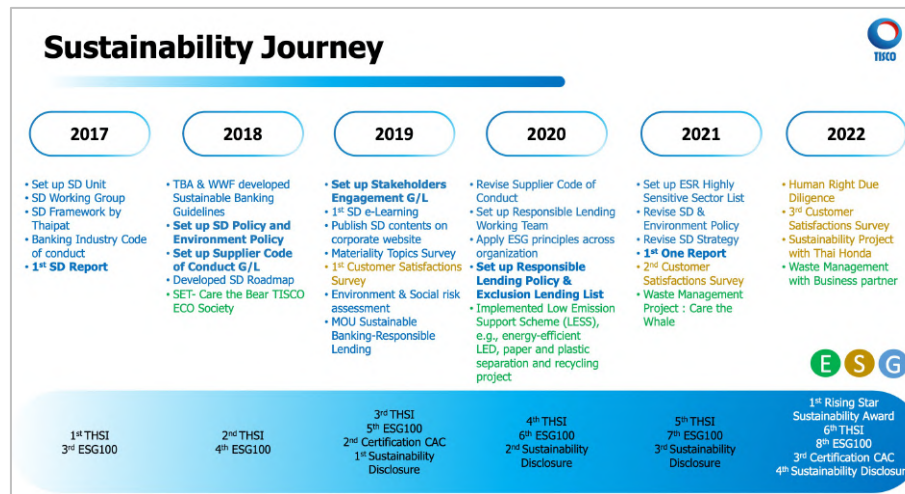 Sustainability Journey
TISCO
2017
2018
2019
2020
2021
2022
• Set up SD Unit
• SD Working Group
• SD Framework by
Thaipat
• Banking Industry Code
of conduct
• 1st SD Report
• TBA & WWF developed
Sustainable Banking
Guidelines
• Set up SD Policy and
Environment Policy
• Set up Supplier Code
of Conduct G/L
• Developed SD Roadmap
• SET- Care the Bear TISCO
ECO Society
• Set up Stakeholders
Engagement G/L
• 1st SD e-Learning
• Publish SD contents on
corporate website
• Materiality Topics Survey
• 1st Customer Satisfactions
Survey
• Environment & Social risk
assessment
• MOU Sustainable
Banking-Responsible
Lending
• Revise Supplier Code of
Conduct
• Set up Responsible Lending
Working Team
• Apply ESG principles across
organization
• Set up Responsible
Lending Policy &
Exclusion Lending List
• Implemented Low Emission
Support Scheme (LESS),
e.g., energy-efficient
LED, paper and plastic
separation and recycling
project
• Set up ESR Highly
Sensitive Sector List
• Revise SD &
Environment Policy
• Revise SD Strategy
• 1st One Report
• 2nd Customer
Satisfactions Survey
• Waste Management
Project : Care the
Whale
• Human Right Due
Diligence
• 3rd Customer
Satisfactions Survey
• Sustainability Project
with Thai Honda
• Waste Management
with Business partner
E S G
1st THSI
3rd ESG100
2nd THSI
4th ESG100
3rd THSI
5th ESG100
2nd Certification CAC
1st Sustainability
Disclosure
4th THSI
6th ESG100
2nd Sustainability
Disclosure
5th THSI
7th ESG100
3rd Sustainability
Disclosure
1st Rising Star
Sustainability Award
6th THSI
8th ESG100
3rd Certification CAC
4th Sustainability Disclosur